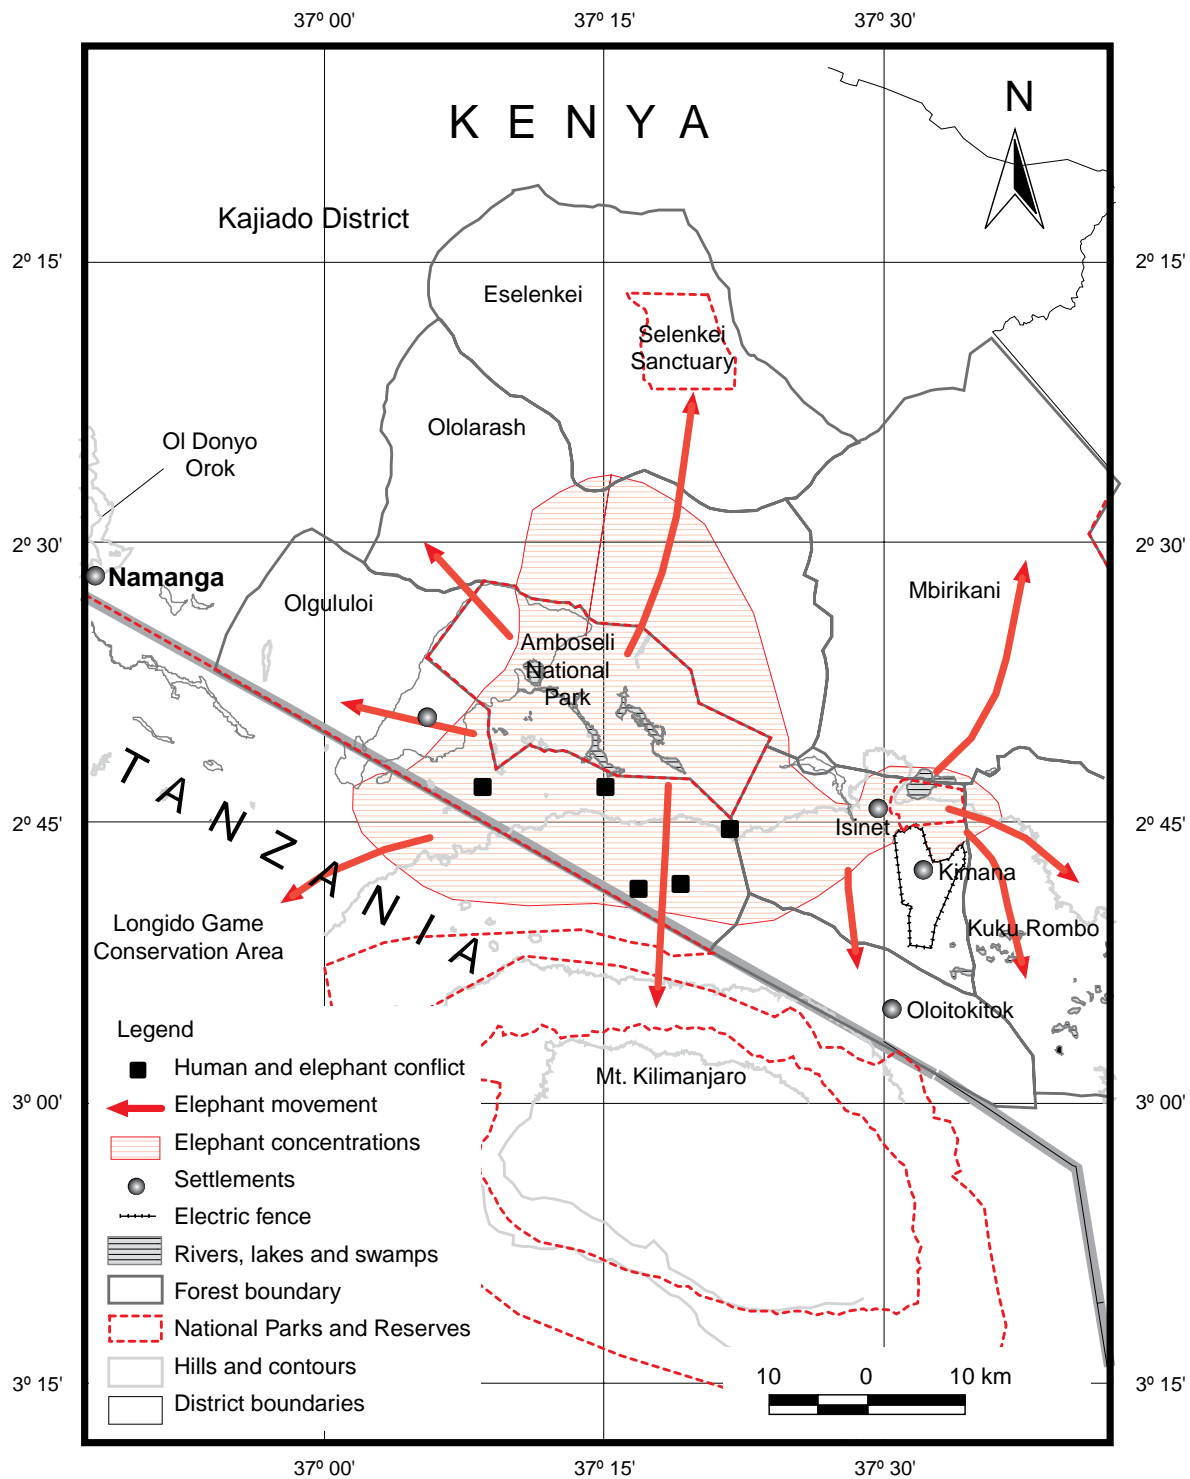 37º 00'
37º 15'
37º 30'
KENYA
N
Kajiado District
2º 15'
2º 15'
Eselenkei
Selenkei
Sanctuary
Ololarash
Ol Donyo
Orok
2º 30'
2º 30'
Namanga
Olgululoi
Mbirikani
Amboseli
National
Park
TANZANIA
2º 45'
2º 45'
Isinet
Kimana
Longido Game
Conservation Area
Kuku Rombo
Oloitokitok
Mt. Kilimanjaro
Legend
Human and elephant conflict
Elephant movement
Elephant concentrations
Settlements
Electric fence
Rivers, lakes and swamps
Forest boundary
National Parks and Reserves
Hills and contours
District boundaries
3º 00'
3º 00'
10 0 10 km
3º 15'
3º 15'
37º 00'
37º 15'
37º 30'